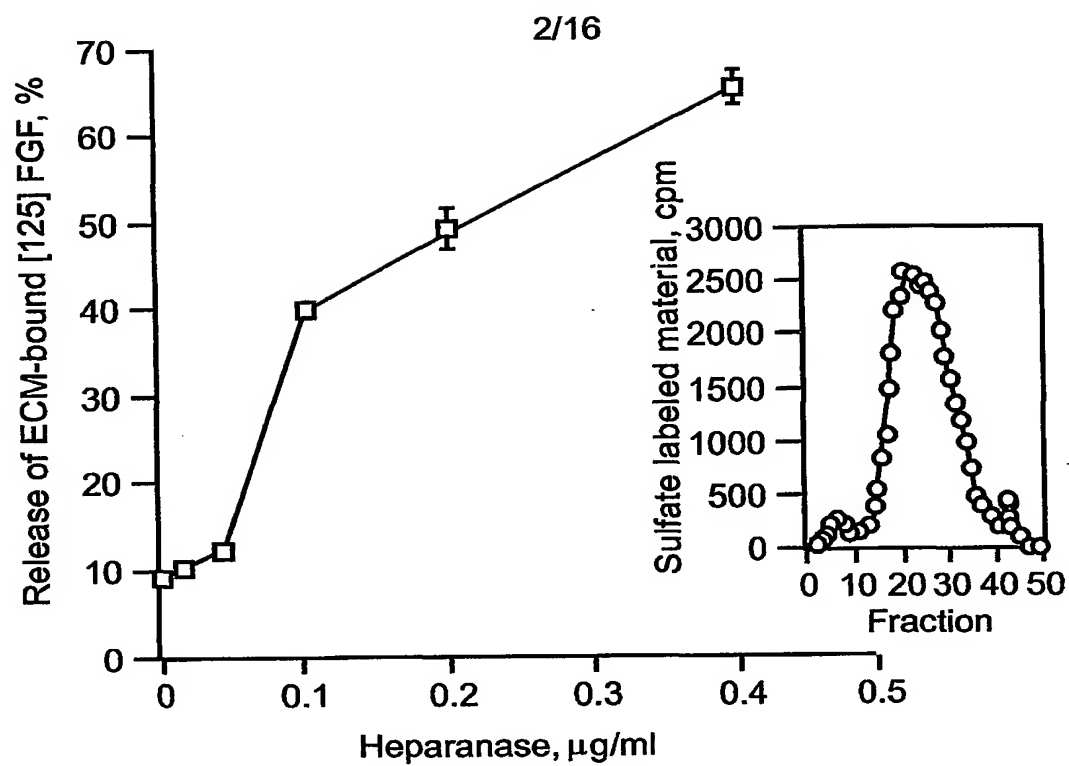 2/16
70
60
50
40
30
20
10
0
Release of ECM-bound [125] FGF, %
0 0.1 0.2 0.3 0.4 0.5
Heparanase, μg/ml
3000
2500
2000
1500
1000
500
0
Sulfate labeled material, cpm
0 10 20 30 40 50
Fraction